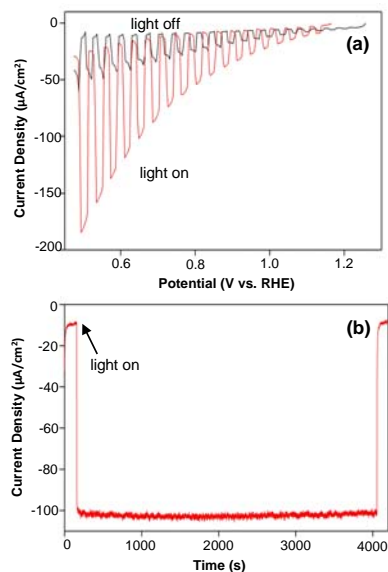 0
-50
-100
-150
-200
Current Density (µA/cm²)
light off
(a)
light on
0.6
0.8
1.0
1.2
Potential (V vs. RHE)
0
-20
-40
-60
-80
-100
Current Density (µA/cm²)
(b)
light on
0
1000
2000
3000
4000
Time (s)